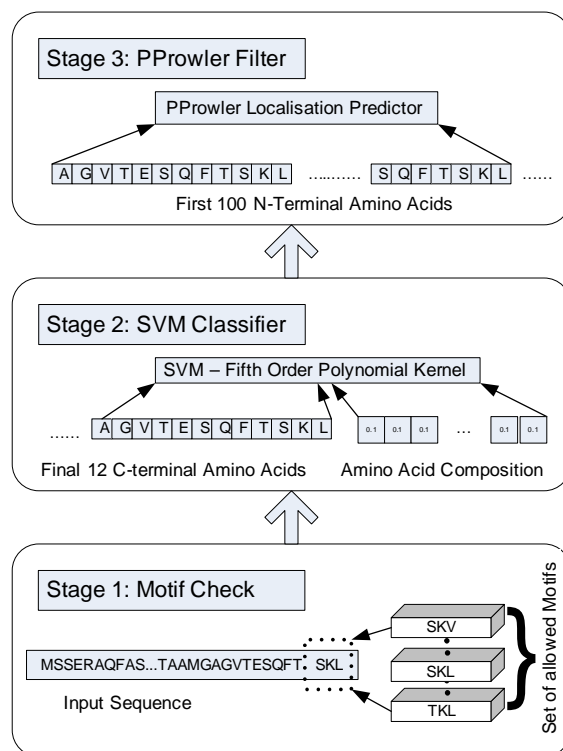 Stage 3: PProwler Filter
PProwler Localisation Predictor
A G V T E S Q F T S K L ........... S Q F T S K L ......
First 100 N-Terminal Amino Acids
Stage 2: SVM Classifier
SVM – Fifth Order Polynomial Kernel
...... A G V T E S Q F T S K L 0.1 0.1 0.1 ... 0.1 0.1
Final 12 C-terminal Amino Acids Amino Acid Composition
Stage 1: Motif Check
SKV
MSSERAQFAS...TAAMGAGVTESQFT SKL
SKL
Input Sequence
TKL
Set of allowed Motifs